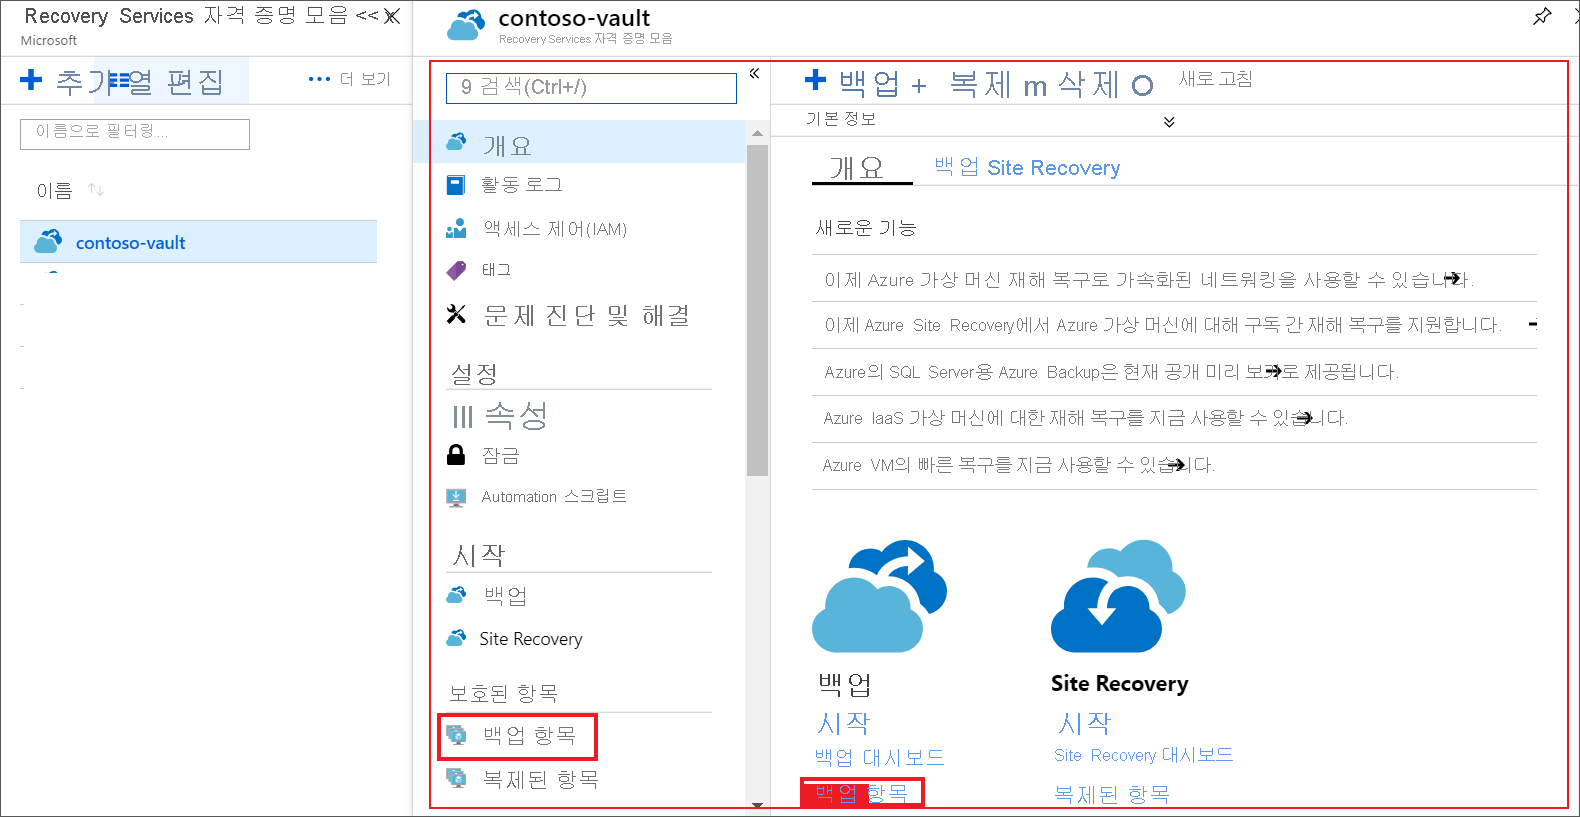 Recovery Services 자격 증명 모음 <<
Microsoft
추가 열 편집 ••• 더 보기
이름으로 필터링...
이름 ↑↓
contoso-vault
contoso-vault
Recovery Services 자격 증명 모음
9 검색(Ctrl+/) «
개요
활동 로그
액세스 제어(IAM)
태그
문제 진단 및 해결
설정
||| 속성
잠금
Automation 스크립트
시작
백업
Site Recovery
보호된 항목
백업 항목
복제된 항목
+ 백업 + 복제 m 삭제 O 새로 고침
기본 정보
개요 백업 Site Recovery
새로운 기능
이제 Azure 가상 머신 재해 복구로 가속화된 네트워킹을 사용할 수 있습니다.
이제 Azure Site Recovery에서 Azure 가상 머신에 대해 구독 간 재해 복구를 지원합니다.
Azure의 SQL Server용 Azure Backup은 현재 공개 미리 보기로 제공됩니다.
Azure IaaS 가상 머신에 대한 재해 복구를 지금 사용할 수 있습니다.
Azure VM의 빠른 복구를 지금 사용할 수 있습니다.
백업
시작
백업 대시보드
백업 항목
Site Recovery
시작
Site Recovery 대시보드
복제된 항목